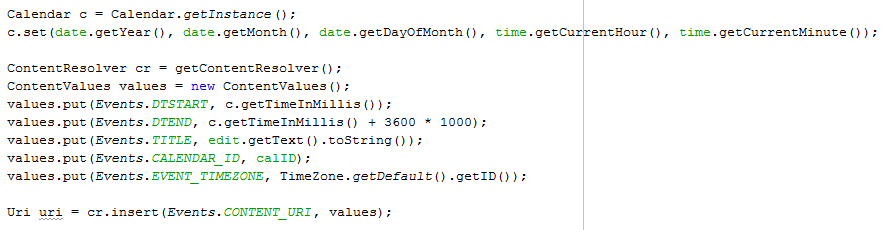 Calendar c = Calendar.getInstance();
c.set(date.getYear(), date.getMonth(), date.getDayOfMonth(), time.getCurrentHour(), time.getCurrentMinute());
ContentResolver cr = getContentResolver();
ContentValues values = new ContentValues();
values.put(Events.DTSTART, c.getTimeInMillis());
values.put(Events.DTEND, c.getTimeInMillis() + 3600 * 1000);
values.put(Events.TITLE, edit.getText().toString());
values.put(Events.CALENDAR_ID, calID);
values.put(Events.EVENT_TIMEZONE, TimeZone.getDefault().getID());
Uri uri = cr.insert(Events.CONTENT_URI, values);